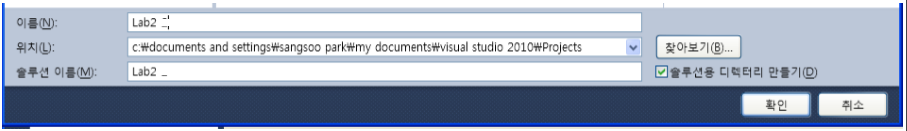 이름(N): Lab2 _
위치(L): c:₩documents and settings₩sangsoo park₩my documents₩visual studio 2010₩Projects 찾아보기(B)...
솔루션 이름(M): Lab2 _ 솔루션용 디렉터리 만들기(D)
확인 취소